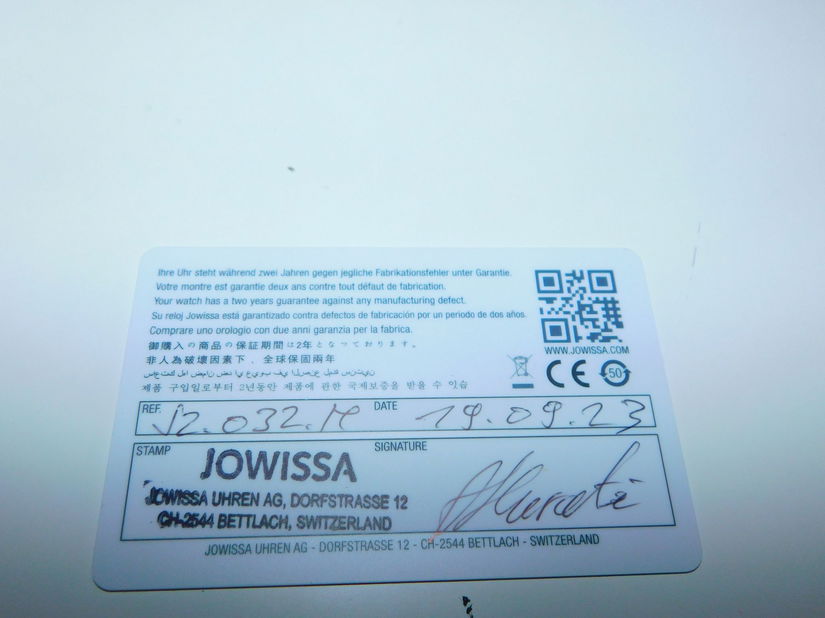 Ihre Uhr steht während zwei Jahren gegen jegliche Fabrikationsfehler unter Garantie.
Votre montre est garantie deux ans contre tout défaut de fabrication.
Your watch has a two years guarantee against any manufacturing defect.
Su reloj Jowissa está garantizado contra defectos de fabricación por un periodo de dos años.
Comprare uno orologio con due anni garanzia per la fabrica.
御購入の商品の保証期間は2年となっております。
非人為破壞因素下、全球保固兩年
제품 구입일로부터 2년동안 제품에 관한 국제보증을 받을 수 있습
WWW.JOWISSA.COM
50
REF. J2.032.M DATE 19.09.23
STAMP SIGNATURE
JOWISSA
JOWISSA UHREN AG, DORFSTRASSE 12
CH-2544 BETTLACH, SWITZERLAND
JOWISSA UHREN AG - DORFSTRASSE 12 - CH-2544 BETTLACH - SWITZERLAND